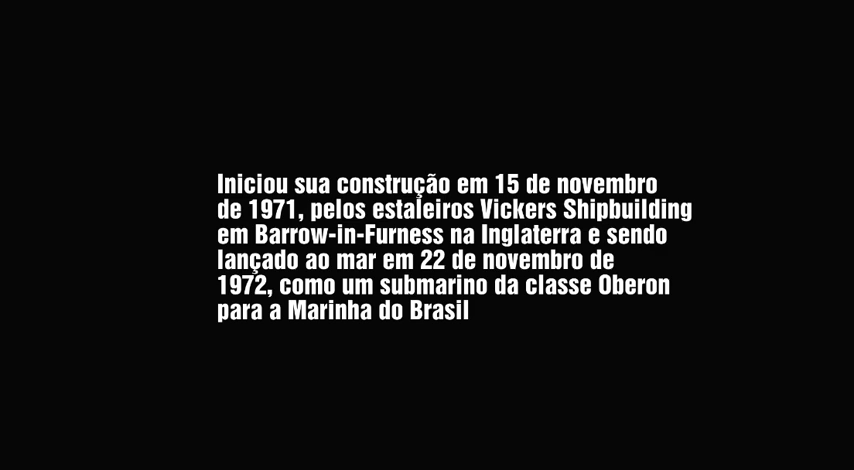 Iniciou sua construção em 15 de novembro
de 1971, pelos estaleiros Vickers Shipbuilding
em Barrow-in-Furness na Inglaterra e sendo
lançado ao mar em 22 de novembro de
1972, como um submarino da classe Oberon
para a Marinha do Brasil